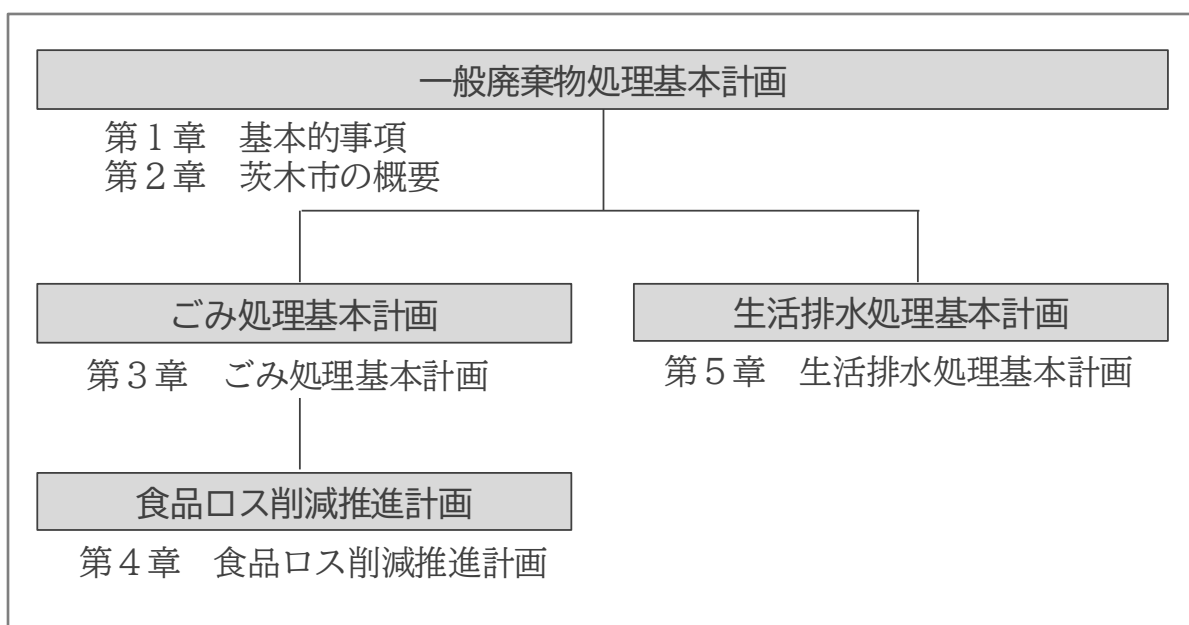 一般廃棄物処理基本計画
第１章　基本的事項
第２章　茨木市の概要
ごみ処理基本計画
第３章　ごみ処理基本計画
生活排水処理基本計画
第５章　生活排水処理基本計画
食品ロス削減推進計画
第４章　食品ロス削減推進計画